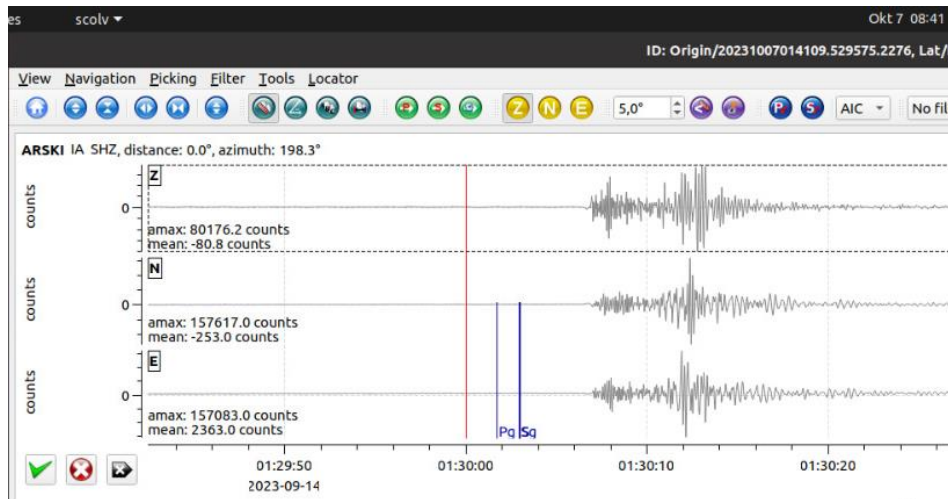 es scolv Okt 7 08:41
ID: Origin/20231007014109.529575.2276, Lat/
View Navigation Picking Filter Tools Locator
P S Z N E 5,0° P S AIC No fil
ARSKI IA SHZ, distance: 0.0°, azimuth: 198.3°
Z
counts
0
amax: 80176.2 counts
mean: -80.8 counts
N
counts
0
amax: 157617.0 counts
mean: -253.0 counts
E
counts
0
amax: 157083.0 counts
mean: 2363.0 counts
Pg Sg
01:29:50 01:30:00 01:30:10 01:30:20
2023-09-14